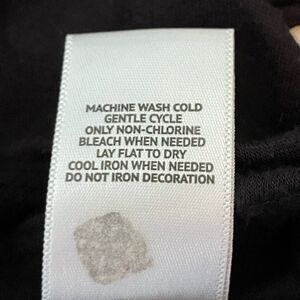 MACHINE WASH COLD
GENTLE CYCLE
ONLY NON-CHLORINE
BLEACH WHEN NEEDED
LAY FLAT TO DRY
COOL IRON WHEN NEEDED
DO NOT IRON DECORATION